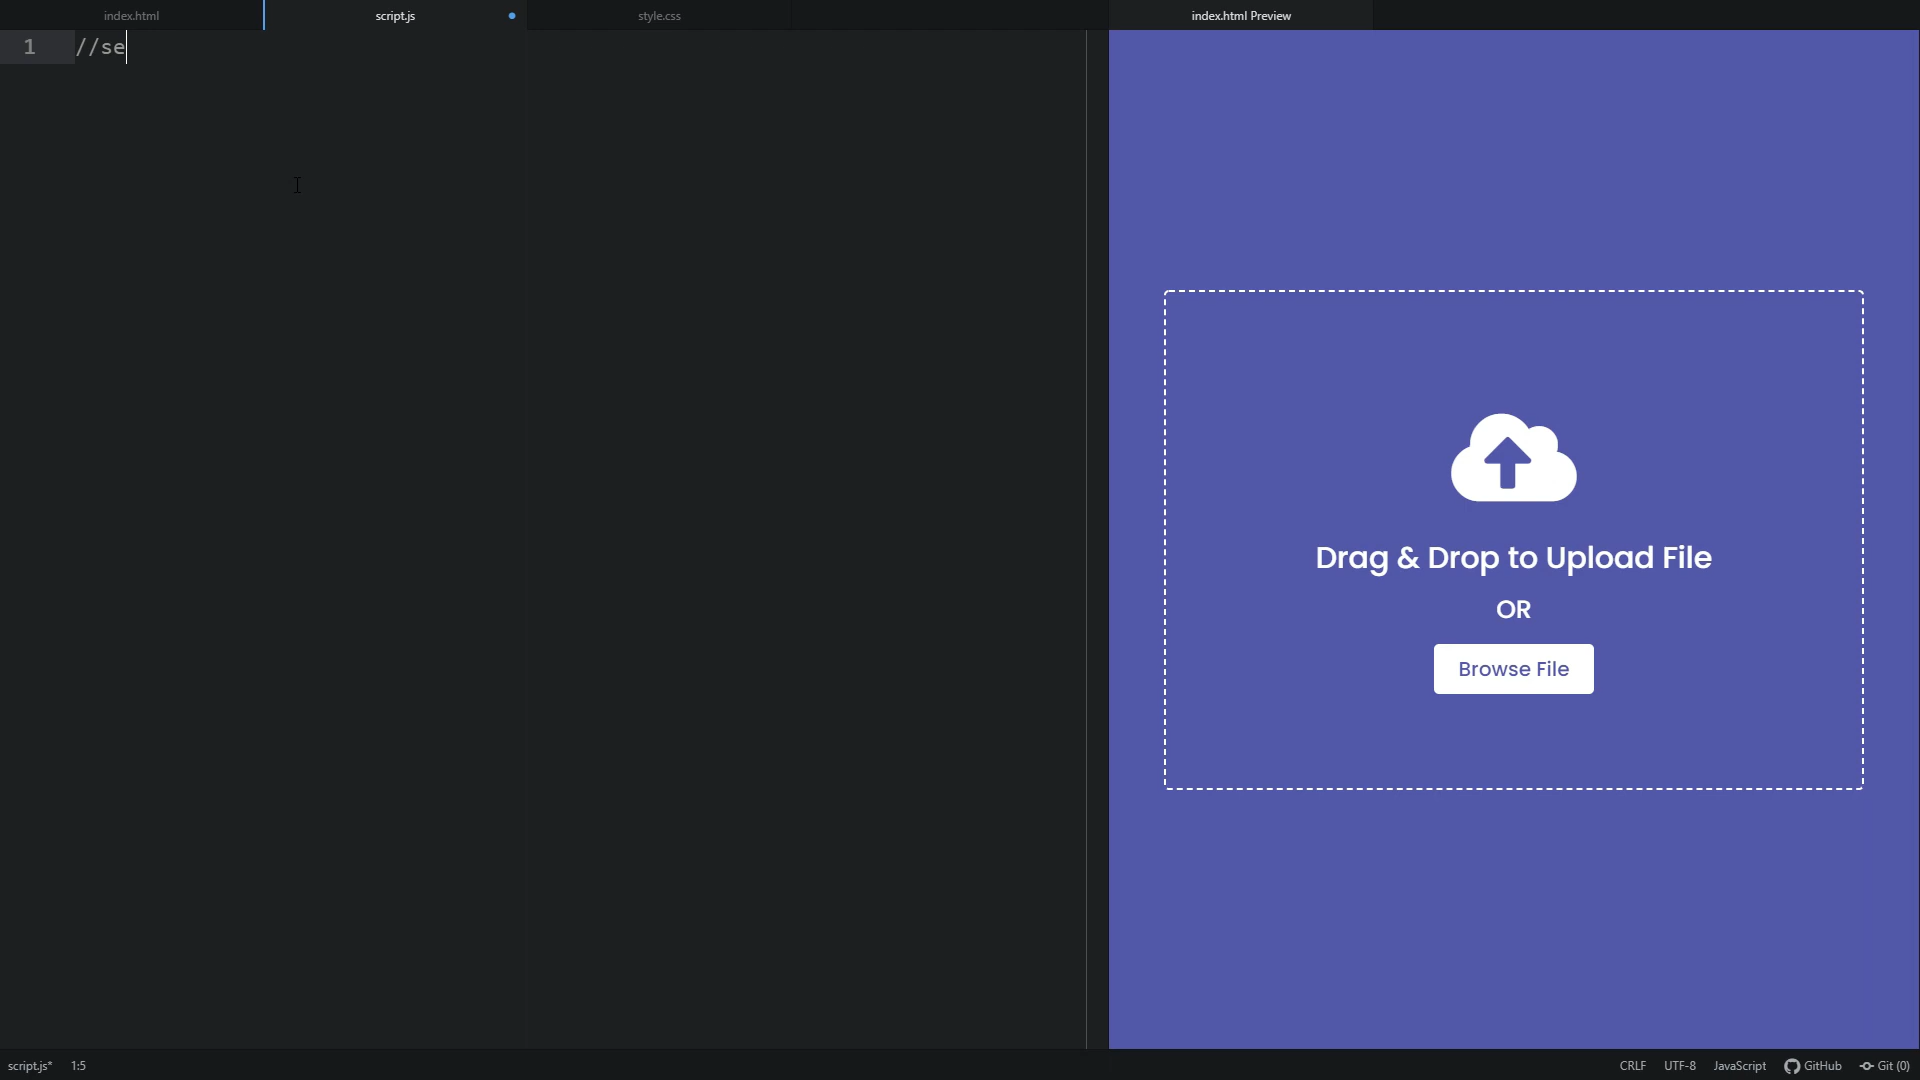 index.html
script.js
style.css
index.html Preview
1 //se
Drag & Drop to Upload File
OR
Browse File
script.js* 1:5
CRLF UTF-8 JavaScript GitHub Git (0)